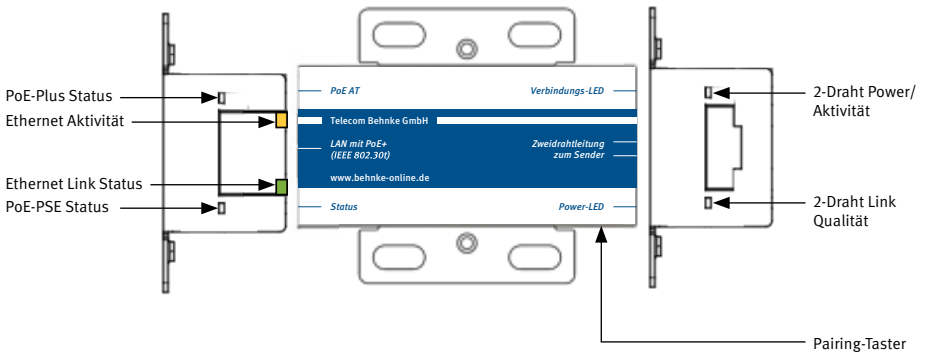 PoE-Plus Status
Ethernet Aktivität
Ethernet Link Status
PoE-PSE Status
PoE AT
Verbindungs-LED
Telecom Behnke GmbH
LAN mit PoE+
(IEEE 802.30t)
Zweidrahtleitung
zum Sender
www.behnke-online.de
Status
Power-LED
2-Draht Power/
Aktivität
2-Draht Link
Qualität
Pairing-Taster